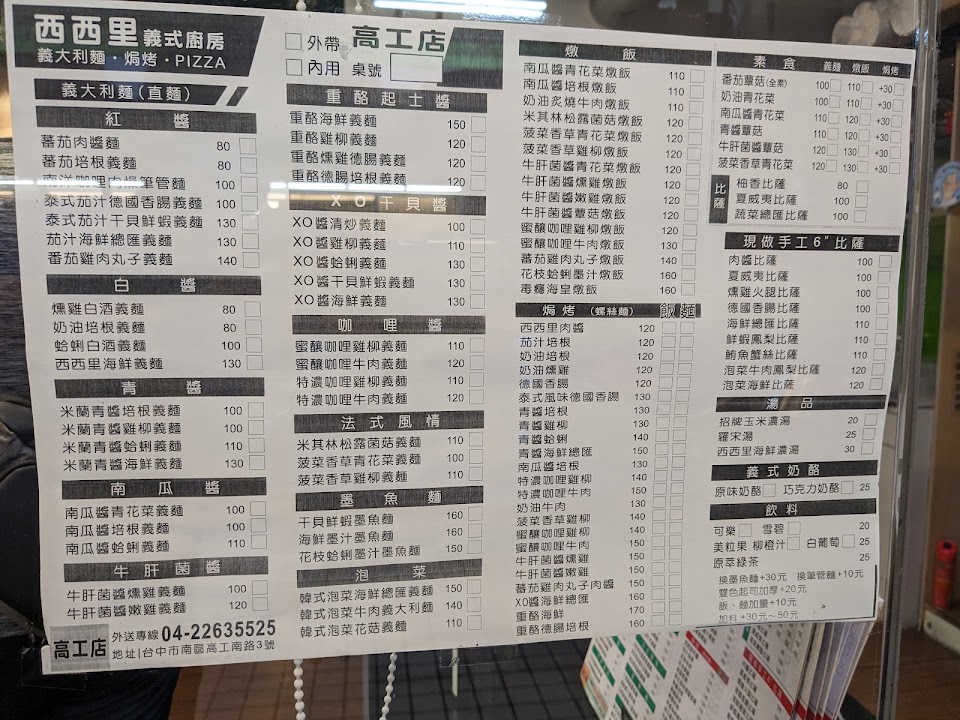 西西里 義式廚房
義大利麵・焗烤・PIZZA
義大利麵(直麵)
紅 醬
蕃茄肉醬麵 80
蕃茄培根義麵 80
南洋咖哩肉燥筆管麵 100
泰式茄汁德國香腸義麵 100
泰式茄汁干貝鮮蝦義麵 130
茄汁海鮮總匯義麵 130
番茄雞肉丸子義麵 140
白 醬
燻雞白酒義麵 80
奶油培根義麵 80
蛤蜊白酒義麵 100
西西里海鮮義麵 130
青 醬
米蘭青醬培根義麵 100
米蘭青醬雞柳義麵 100
米蘭青醬蛤蜊義麵 110
米蘭青醬海鮮義麵 130
南瓜醬
南瓜醬青花菜義麵 100
南瓜醬培根義麵 100
南瓜醬蛤蜊義麵 110
牛肝菌醬
牛肝菌醬燻雞義麵 100
牛肝菌醬嫩雞義麵 120
高工店 外送專線 04-22635525
地址|台中市南區高工南路3號
外帶 高工店
內用 桌號
重酪起士醬
重酪海鮮義麵 150
重酪雞柳義麵 120
重酪燻雞德腸義麵 120
重酪德腸培根義麵 120
XO干貝醬
XO醬清炒義麵 100
XO醬雞柳義麵 110
XO醬蛤蜊義麵 130
XO醬干貝鮮蝦義麵 130
XO醬海鮮義麵 130
咖哩醬
蜜釀咖哩雞柳義麵 110
蜜釀咖哩牛肉義麵 120
特濃咖哩雞柳義麵 110
特濃咖哩牛肉義麵 120
法式風情
米其林松露菌菇義麵 110
菠菜香草青花菜義麵 100
菠菜香草雞柳義麵 110
墨魚麵
干貝鮮蝦墨魚麵 160
海鮮墨汁墨魚麵 160
花枝蛤蜊墨汁墨魚麵 150
泡 菜
韓式泡菜海鮮總匯義麵 150
韓式泡菜牛肉義大利麵 140
韓式泡菜花菇義麵 110
燉 飯
南瓜醬青花菜燉飯 110
南瓜醬培根燉飯 110
奶油炙燒牛肉燉飯 120
米其林松露菌菇燉飯 120
菠菜香草青花菜燉飯 110
菠菜香草雞柳燉飯 120
牛肝菌醬青花菜燉飯 110
牛肝菌醬燻雞燉飯 120
牛肝菌醬嫩雞燉飯 130
牛肝菌醬蕈菇燉飯 120
蜜釀咖哩雞柳燉飯 120
蜜釀咖哩牛肉燉飯 130
番茄雞肉丸子燉飯 140
花枝蛤蜊墨汁燉飯 160
毒癮海皇燉飯 160
焗 烤 (螺絲麵) 飯 麵
西西里肉醬 120
茄汁培根 120
奶油培根 120
奶油燻雞 120
德國香腸 120
泰式風味德國香腸 130
青醬培根 130
青醬雞柳 130
青醬蛤蜊 140
青醬海鮮總匯 150
南瓜醬培根 130
特濃咖哩雞柳 140
特濃咖哩牛肉 150
奶油牛肉 140
菠菜香草雞柳 140
蜜釀咖哩雞柳 140
蜜釀咖哩牛肉 150
牛肝菌醬燻雞 150
牛肝菌醬嫩雞 150
番茄雞肉丸子肉醬 150
XO醬海鮮總匯 160
重酪海鮮 170
重酪德腸培根 160
素 食 義麵 燉飯 焗烤
番茄蕈菇(全素) 100 110 +30
奶油青花菜 100 110 +30
南瓜醬青花菜 110 120 +30
青醬蕈菇 110 120 +30
牛肝菌醬蕈菇 120 130 +30
菠菜香草青花菜 120 130 +30
比薩
柚香比薩 80
夏威夷比薩 100
蔬菜總匯比薩 100
現做手工6"比薩
肉醬比薩 100
夏威夷比薩 100
燻雞火腿比薩 100
德國香腸比薩 100
海鮮總匯比薩 110
鮮蝦鳳梨比薩 110
鮪魚蟹絲比薩 110
泡菜牛肉鳳梨比薩 120
泡菜海鮮比薩 120
湯 品
招牌玉米濃湯 20
羅宋湯 25
西西里海鮮濃湯 30
義式奶酪
原味奶酪 巧克力奶酪 25
飲 料
可樂 雪碧 20
美粒果 柳橙汁 白葡萄 25
原萃綠茶 25
換墨魚麵+30元 換筆管麵+10元
雙色起司加厚+20元
飯、麵加量+10元
加料 +30元~50元